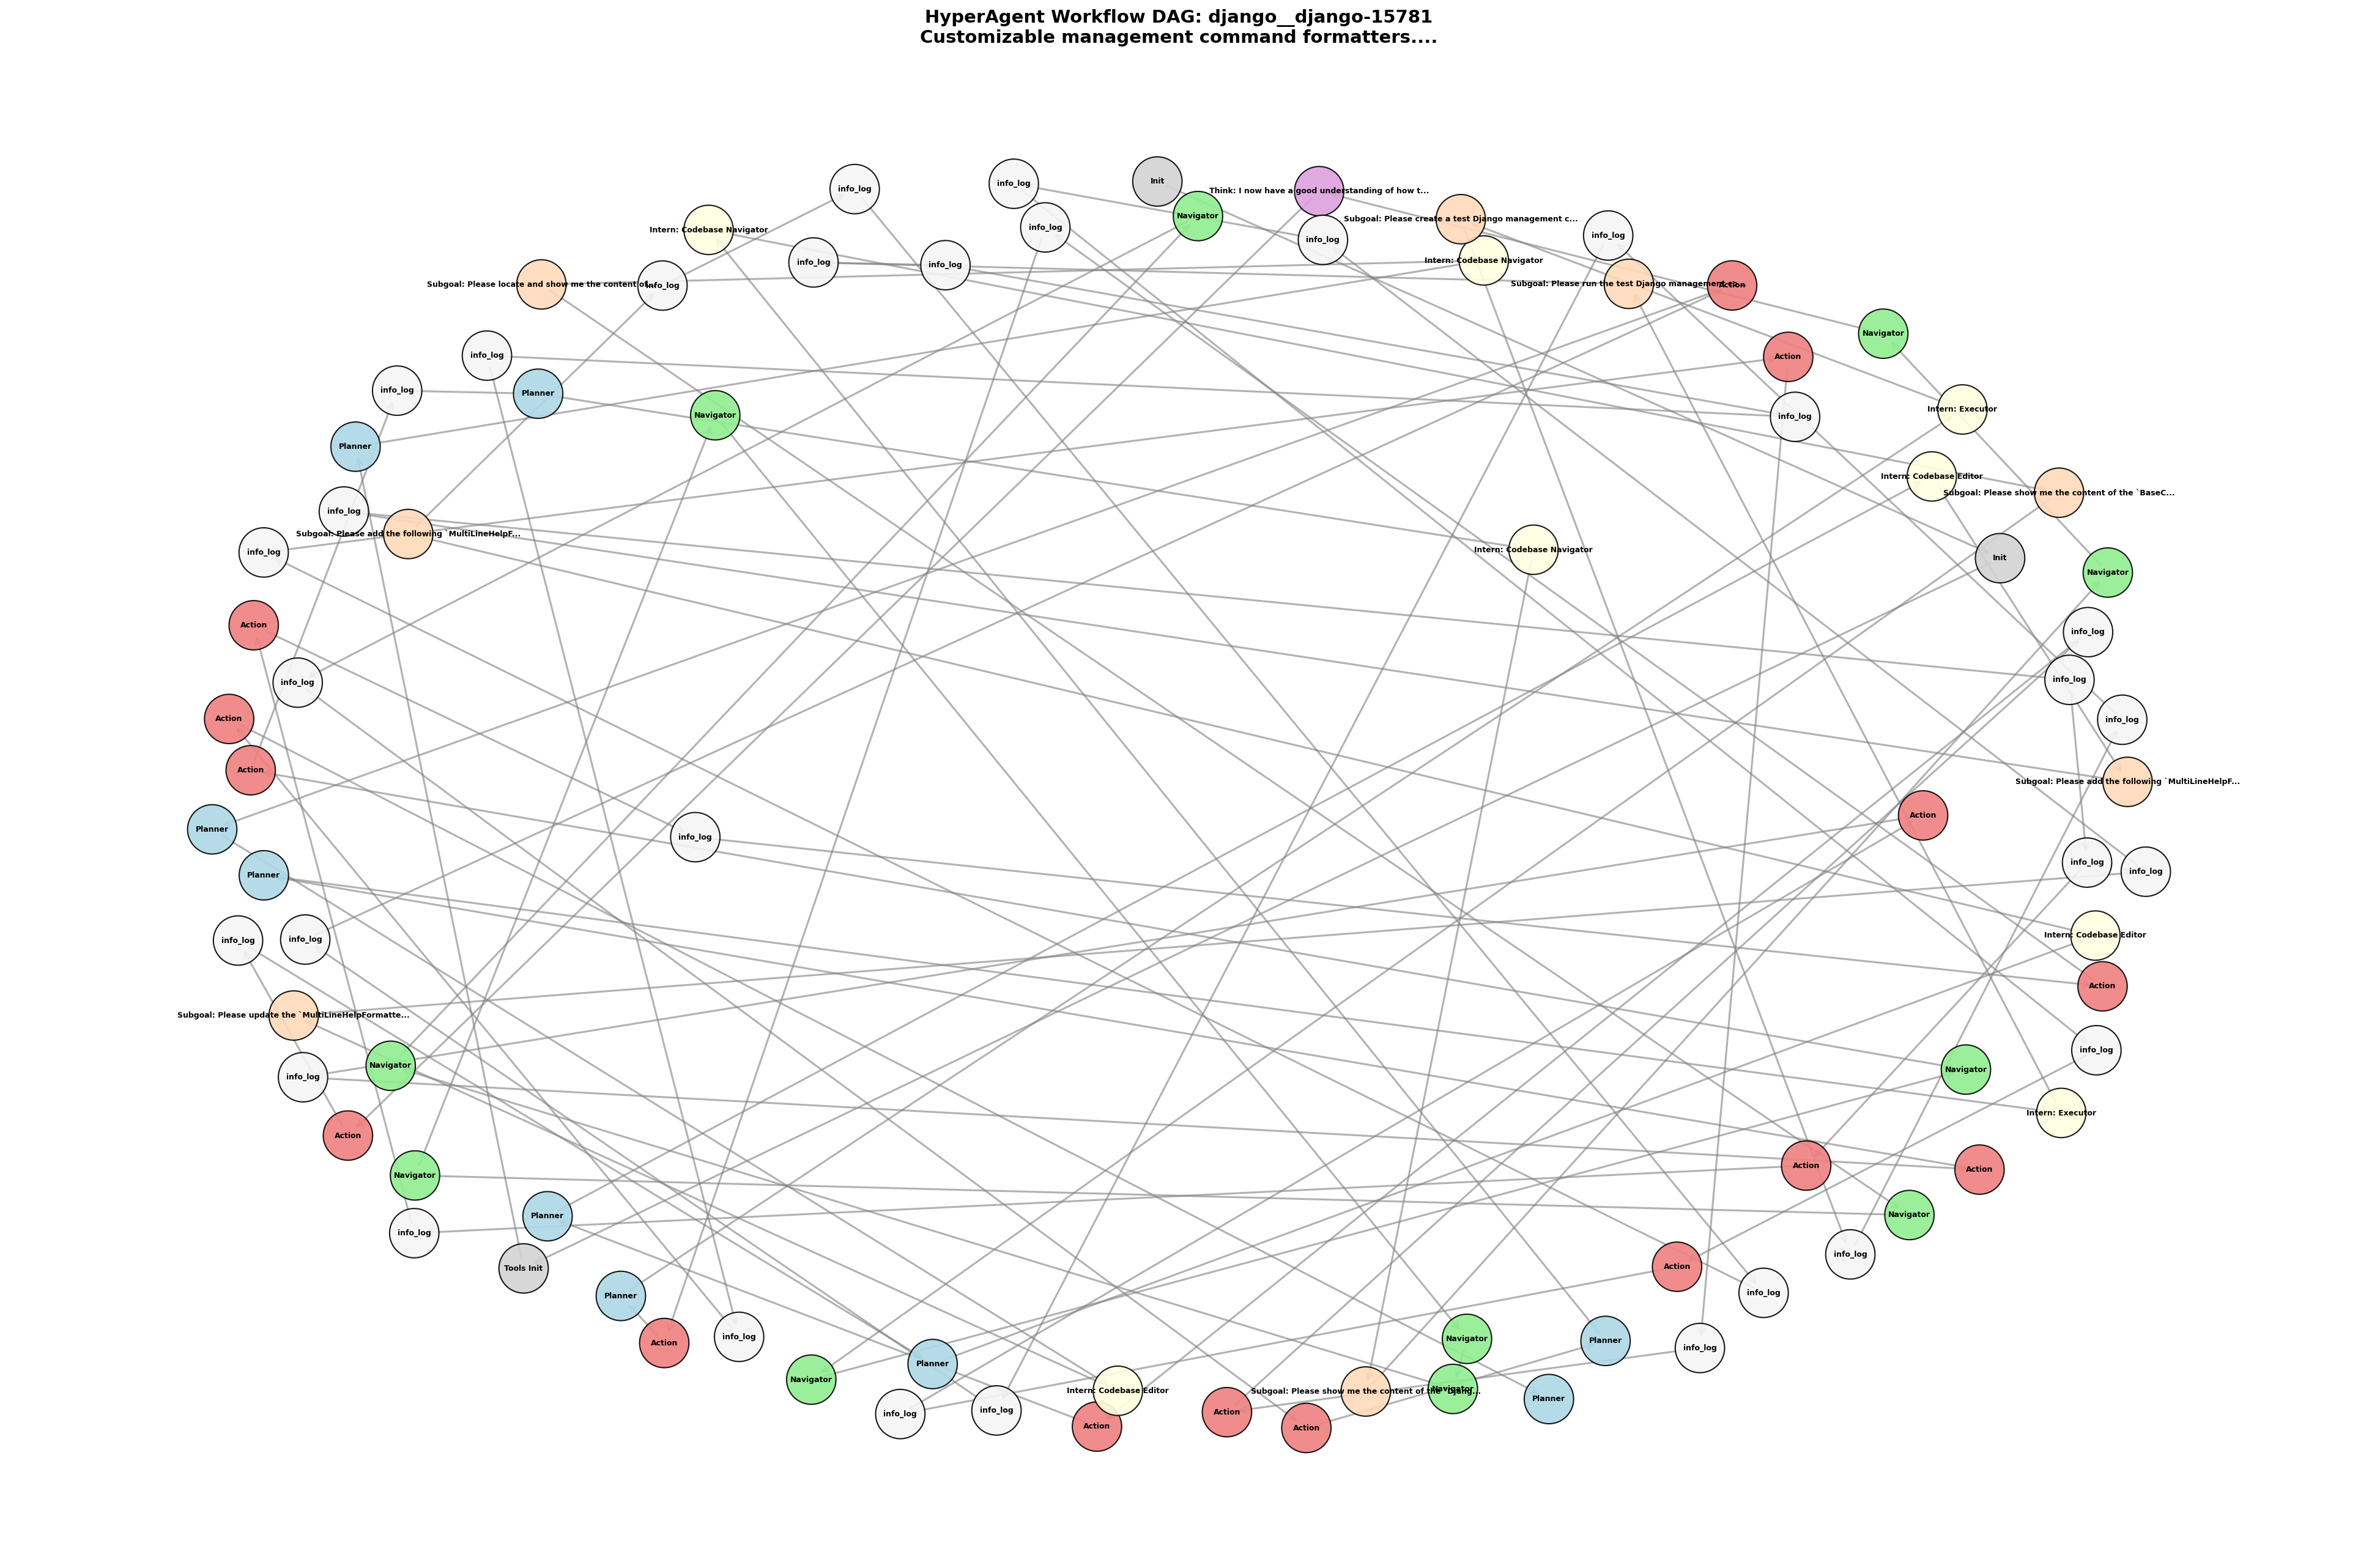 HyperAgent Workflow DAG: django__django-15781
Customizable management command formatters....
Init
info_log
info_log
Think: I now have a good understanding of how t...
Navigator
Subgoal: Please create a test Django management c...
info_log
Intern: Codebase Navigator
info_log
info_log
Intern: Codebase Navigator
info_log
info_log
Subgoal: Please locate and show me the content of
info_log
Subgoal: Please run the test Django management
Action
Navigator
info_log
Action
info_log
Planner
Intern: Executor
Navigator
info_log
Planner
Intern: Codebase Editor
Subgoal: Please show me the content of the `BaseC...
info_log
Subgoal: Please add the following `MultiLineHelpF...
info_log
Intern: Codebase Navigator
Init
Navigator
Action
info_log
info_log
info_log
Action
info_log
Action
Subgoal: Please add the following `MultiLineHelpF...
Action
Planner
info_log
info_log
info_log
Planner
Intern: Codebase Editor
info_log
info_log
Action
Subgoal: Please update the `MultiLineHelpFormatte...
info_log
Navigator
Navigator
info_log
Intern: Executor
Action
Action
Action
Navigator
Planner
Navigator
info_log
info_log
Tools Init
Action
info_log
Planner
info_log
Navigator
Planner
Action
info_log
Planner
Navigator
Intern: Codebase Editor
Subgoal: Please show me the content of the `Djang...
Navigator
Planner
info_log
info_log
Action
Action
Action